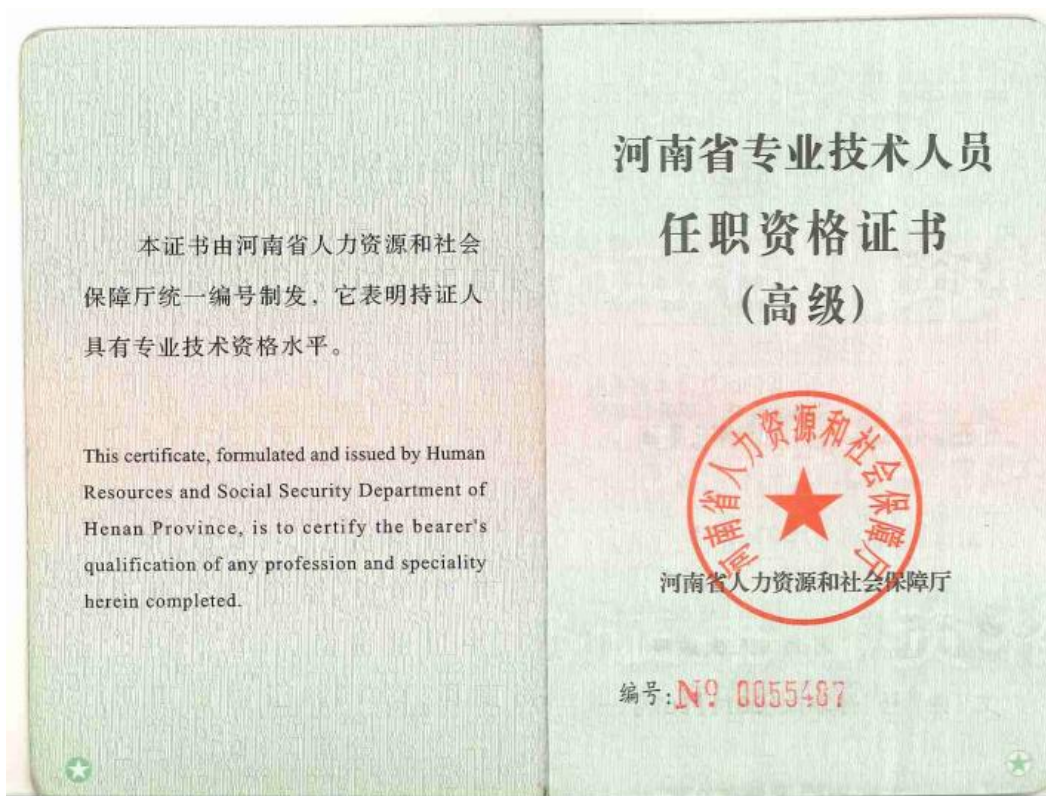 本证书由河南省人力资源和社会
保障厅统一编号制发，它表明持证人
具有专业技术资格水平。
This certificate, formulated and issued by Human
Resources and Social Security Department of
Henan Province, is to certify the bearer's
qualification of any profession and speciality
herein completed.
河南省专业技术人员
任职资格证书
(高级)
河南省人力资源和社会保障厅
河南省人力资源和社会保障厅
编号:№ 0055487